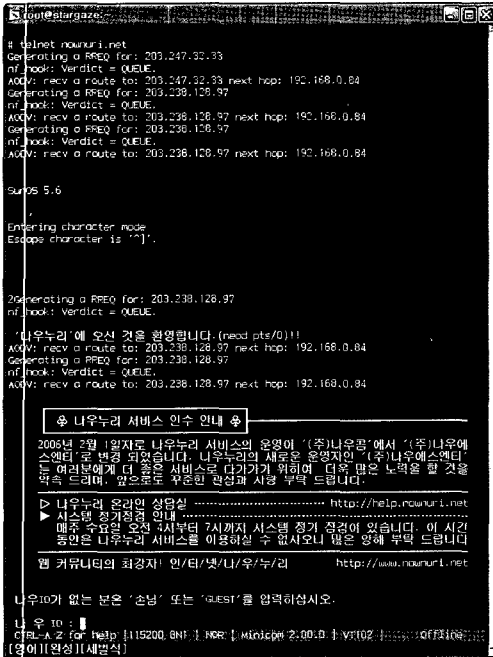 root@stargaze:~
# telnet nownuri.net
Generating a RREQ for: 203.247.32.33
nf_hook: Verdict = QUEUE.
AODV: recv a route to: 203.247.32.33 next hop: 192.168.0.84
Generating a RREQ for: 203.238.128.97
nf_hook: Verdict = QUEUE.
AODV: recv a route to: 203.238.128.97 next hop: 192.168.0.84
Generating a RREQ for: 203.238.128.97
nf_hook: Verdict = QUEUE.
AODV: recv a route to: 203.238.128.97 next hop: 192.168.0.84
SunOS 5.6
Entering character mode
Escape character is '^]'.
2Generating a RREQ for: 203.238.128.97
nf_hook: Verdict = QUEUE.
'나우누리'에 오신 것을 환영합니다.(neod pts/0)!!
AODV: recv a route to: 203.238.128.97 next hop: 192.168.0.84
Generating a RREQ for: 203.238.128.97
nf_hook: Verdict = QUEUE.
AODV: recv a route to: 203.238.128.97 next hop: 192.168.0.84
나우누리 서비스 인수 안내
2006년 2월 1일자로 나우누리 서비스의 운영이 '(주)나우콤'에서 '(주)나우에
스엔티'로 변경 되었습니다. 나우누리의 새로운 운영자인 '(주)나우에스엔티'
는 여러분에게 더 좋은 서비스로 다가가기 위하여, 더욱 많은 노력을 할 것을
약속 드리며, 앞으로도 꾸준한 관심과 사랑 부탁 드립니다.
▷ 나우누리 온라인 상담실 ······························ http://help.nownuri.net
▶ 시스템 정기점검 안내 ······························
매주 수요일 오전 4시부터 7시까지 시스템 정기 점검이 있습니다. 이 시간
동안은 나우누리 서비스를 이용하실 수 없사오니 많은 양해 부탁 드립니다
웹 커뮤니티의 최강자! 인/터/넷/나/우/누/리 http://www.nownuri.net
나우ID가 없는 분은 '손님' 또는 'GUEST'를 입력하십시오.
나 우 ID :
CTRL-A Z for help | 115200 8N1 | NOR | Minicom 2.00.0 | VT102 | Offline
[영어][완성][세벌식]